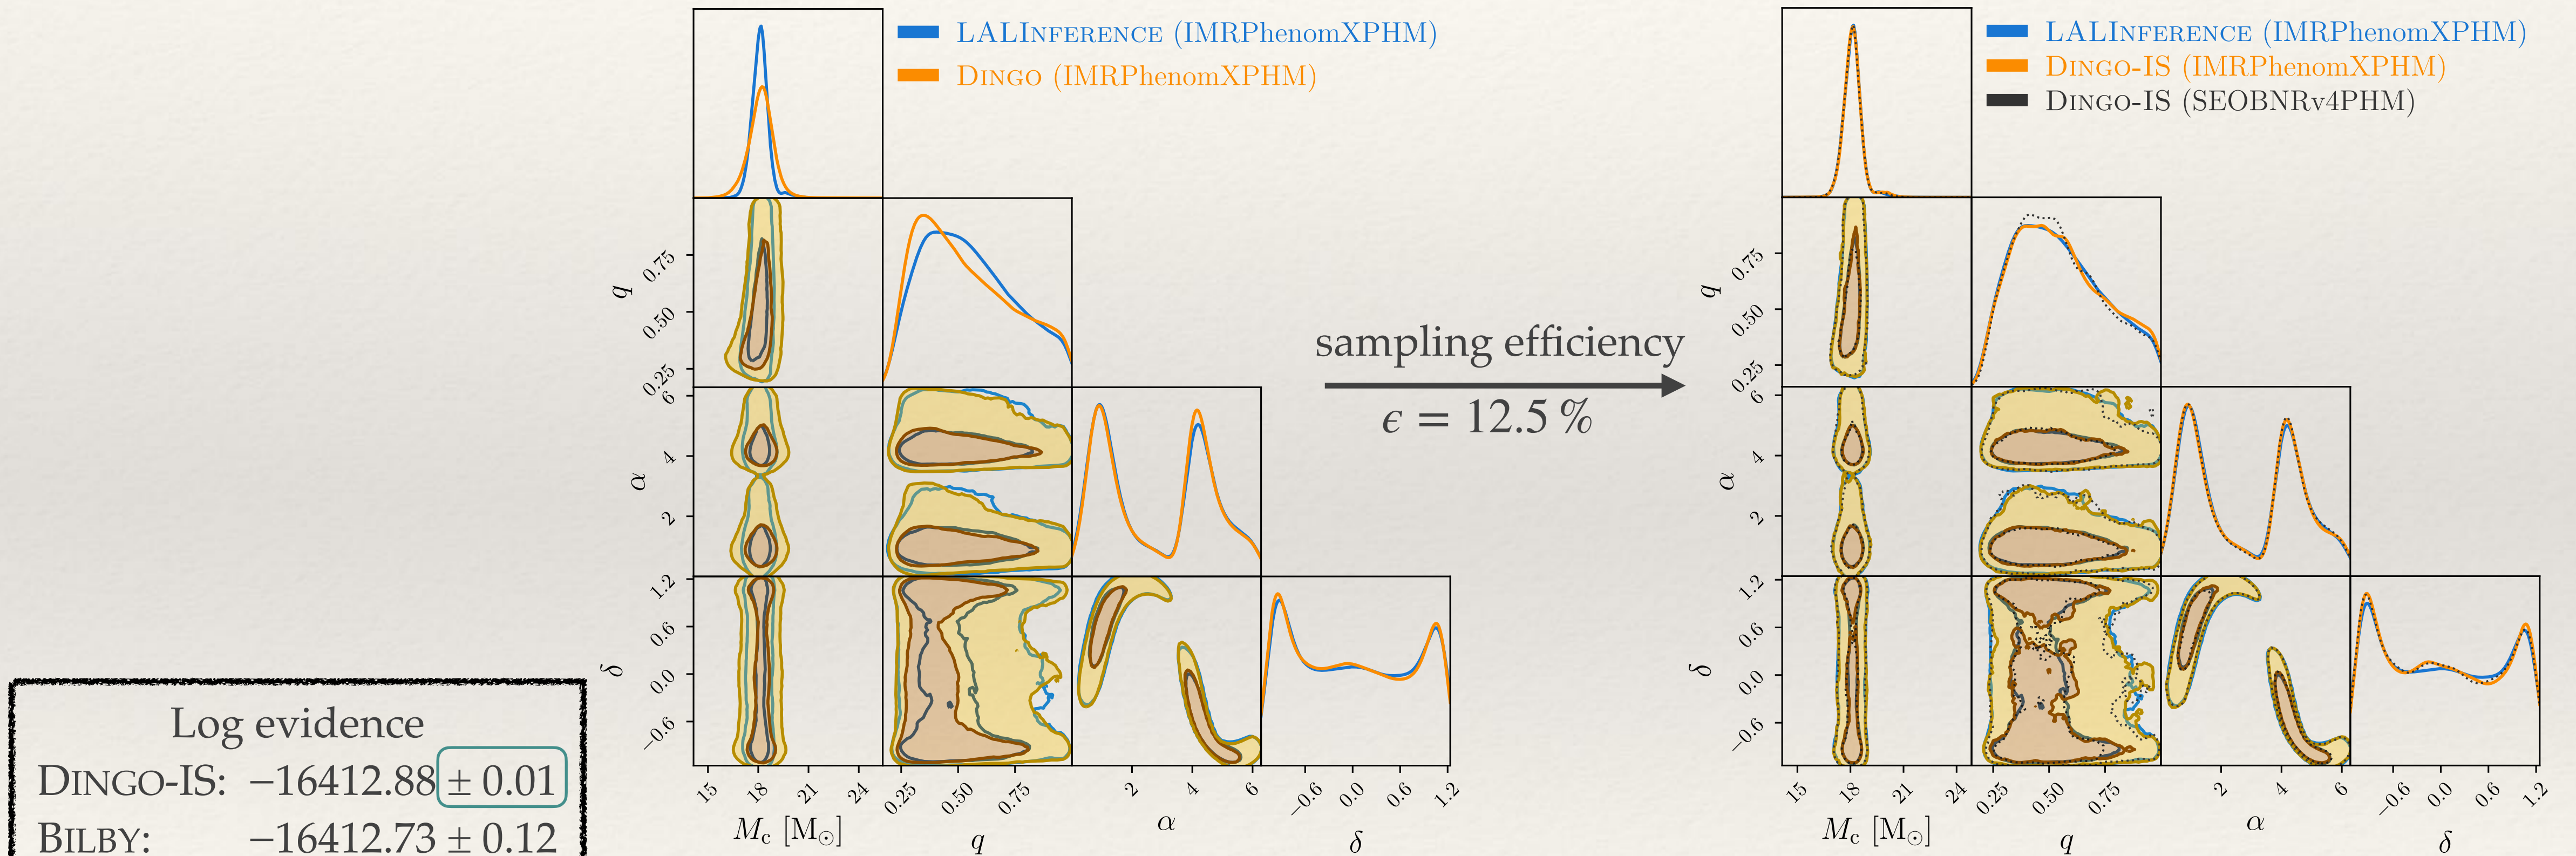 LALINFERENCE (IMRPhenomXPHM)
DINGO (IMRPhenomXPHM)
q
0.75
0.50
0.25
α
6
4
2
δ
1.2
0.6
0.0
−0.6
15 18 21 24
0.25 0.50 0.75
2 4 6
−0.6 0.0 0.6 1.2
M_c [M_⊙]
q
α
δ
sampling efficiency
ϵ = 12.5 %
LALINFERENCE (IMRPhenomXPHM)
DINGO-IS (IMRPhenomXPHM)
DINGO-IS (SEOBNRv4PHM)
q
0.75
0.50
0.25
α
6
4
2
δ
1.2
0.6
0.0
−0.6
15 18 21 24
0.25 0.50 0.75
2 4 6
−0.6 0.0 0.6 1.2
M_c [M_⊙]
q
α
δ
Log evidence
DINGO-IS: −16412.88 ± 0.01
BILBY: −16412.73 ± 0.12